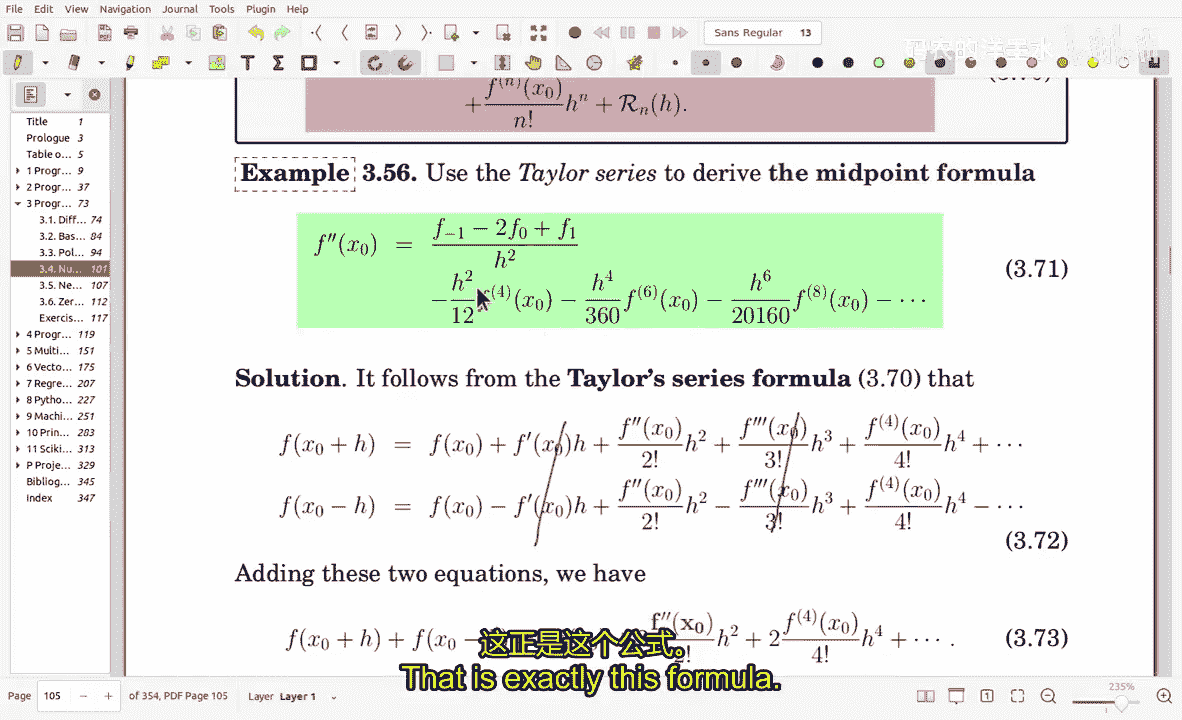 File Edit View Navigation Journal Tools Plugin Help
Sans Regular 13
Title 1
Prologue 3
Table o... 5
1 Progr... 9
2 Progr... 37
3 Progr... 73
3.1. Diff... 74
3.2. Bas... 84
3.3. Pol... 94
3.4. Nu... 101
3.5. Ne... 107
3.6. Zer... 112
Exercis... 117
4 Progr... 119
5 Multi... 151
6 Vecto... 175
7 Regre... 207
8 Pytho... 227
9 Machi... 251
10 Prin... 283
11 Sciki... 313
P Proje... 329
Bibliog... 345
Index 347
+ f^{(n)}(x_0)/n! h^n + R_n(h).
Example 3.56. Use the Taylor series to derive the midpoint formula
f''(x_0) = (f_{-1} − 2f_0 + f_1)/h^2
− h^2/12 f^{(4)}(x_0) − h^4/360 f^{(6)}(x_0) − h^6/20160 f^{(8)}(x_0) − ⋯ (3.71)
Solution. It follows from the Taylor's series formula (3.70) that
f(x_0 + h) = f(x_0) + f'(x_0)h + f''(x_0)/2! h^2 + f'''(x_0)/3! h^3 + f^{(4)}(x_0)/4! h^4 + ⋯
f(x_0 − h) = f(x_0) − f'(x_0)h + f''(x_0)/2! h^2 − f'''(x_0)/3! h^3 + f^{(4)}(x_0)/4! h^4 − ⋯
(3.72)
Adding these two equations, we have
f(x_0 + h) + f(x_0 − f''(x_0)/2! h^2 + 2 f^{(4)}(x_0)/4! h^4 + ⋯. (3.73)
这正是这个公式。
That is exactly this formula.
Page 105 of 354, PDF Page 105 Layer Layer 1 235%